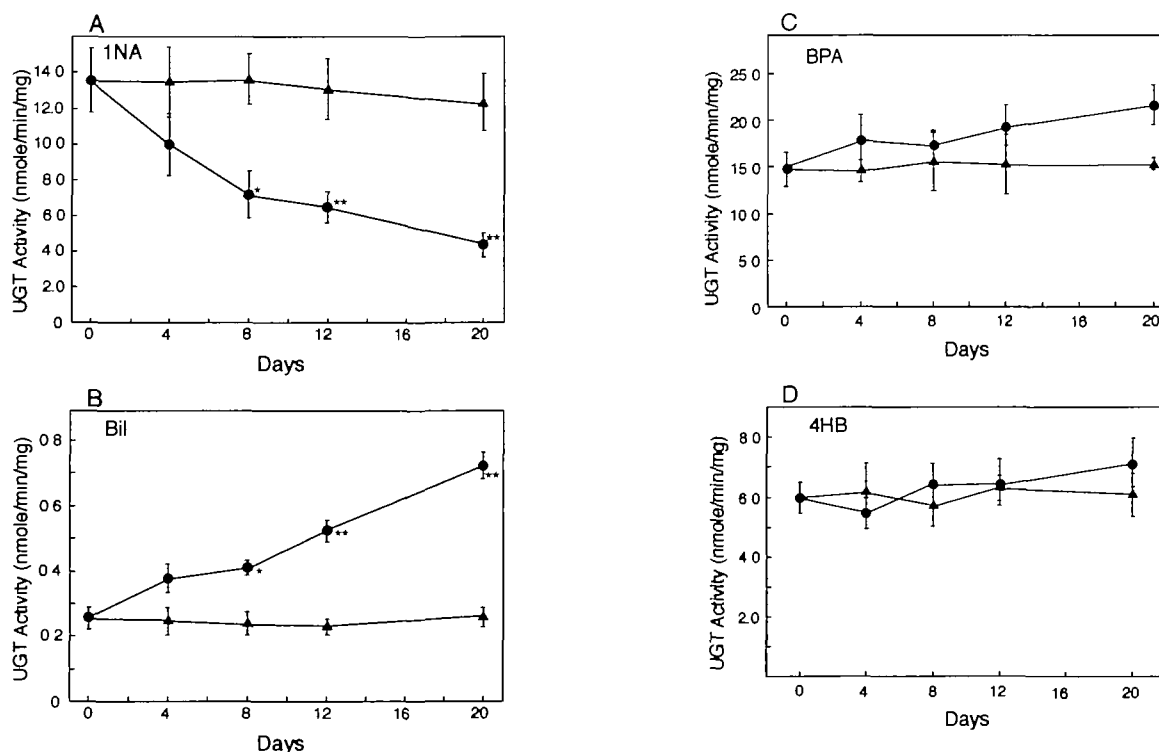 A
1NA
UGT Activity (nmole/min/mg)
14.0
12.0
10.0
8.0
6.0
4.0
2.0
0
*
**
**
0 4 8 12 16 20
Days
B
Bil
UGT Activity (nmole/min/mg)
0.8
0.6
0.4
0.2
0
*
**
**
0 4 8 12 16 20
Days
C
BPA
UGT Activity (nmole/min/mg)
25 0
20 0
15 0
10 0
5 0
0
0 4 8 12 16 20
Days
D
4HB
UGT Activity (nmole/min/mg)
8 0
6 0
4 0
2.0
0 4 8 12 16 20
Days